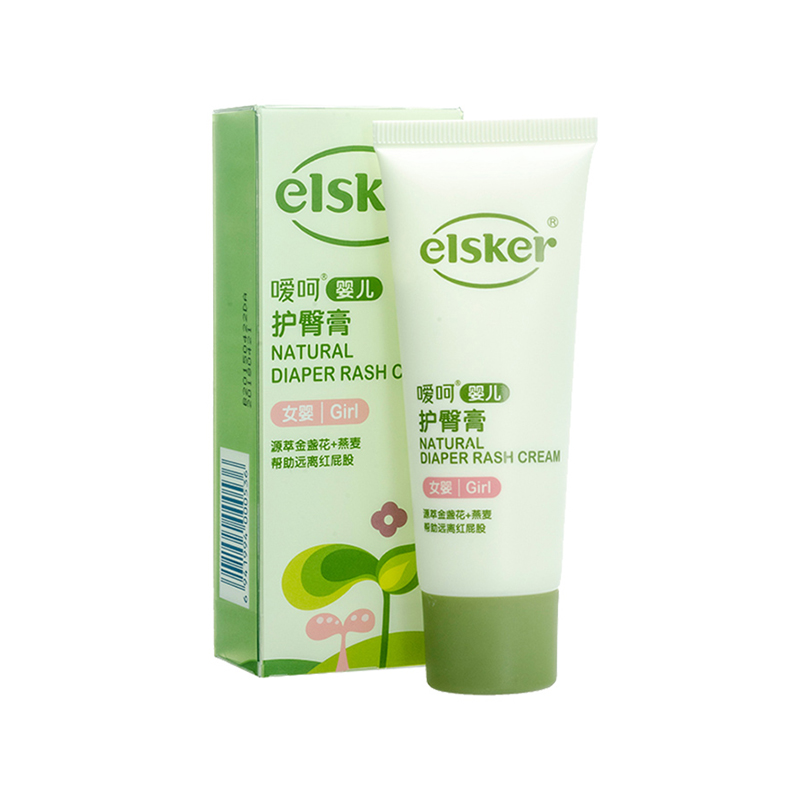 elsk
嗳呵® 婴儿
护臀膏
NATURAL
DIAPER RASH C
女婴 | Girl
源萃金盏花+燕麦
帮助远离红屁股
6941994000536
elsker®
嗳呵® 婴儿
护臀膏
NATURAL
DIAPER RASH CREAM
女婴 | Girl
源萃金盏花+燕麦
帮助远离红屁股